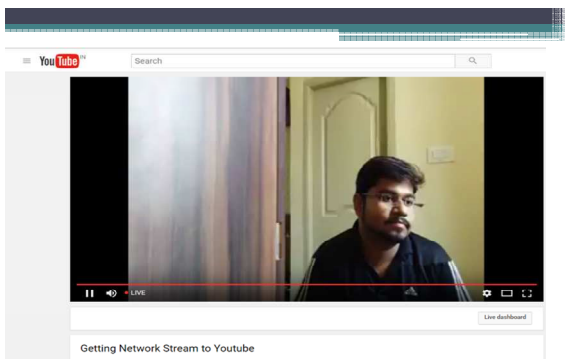 YouTube IN
Search
LIVE
Live dashboard
Getting Network Stream to Youtube